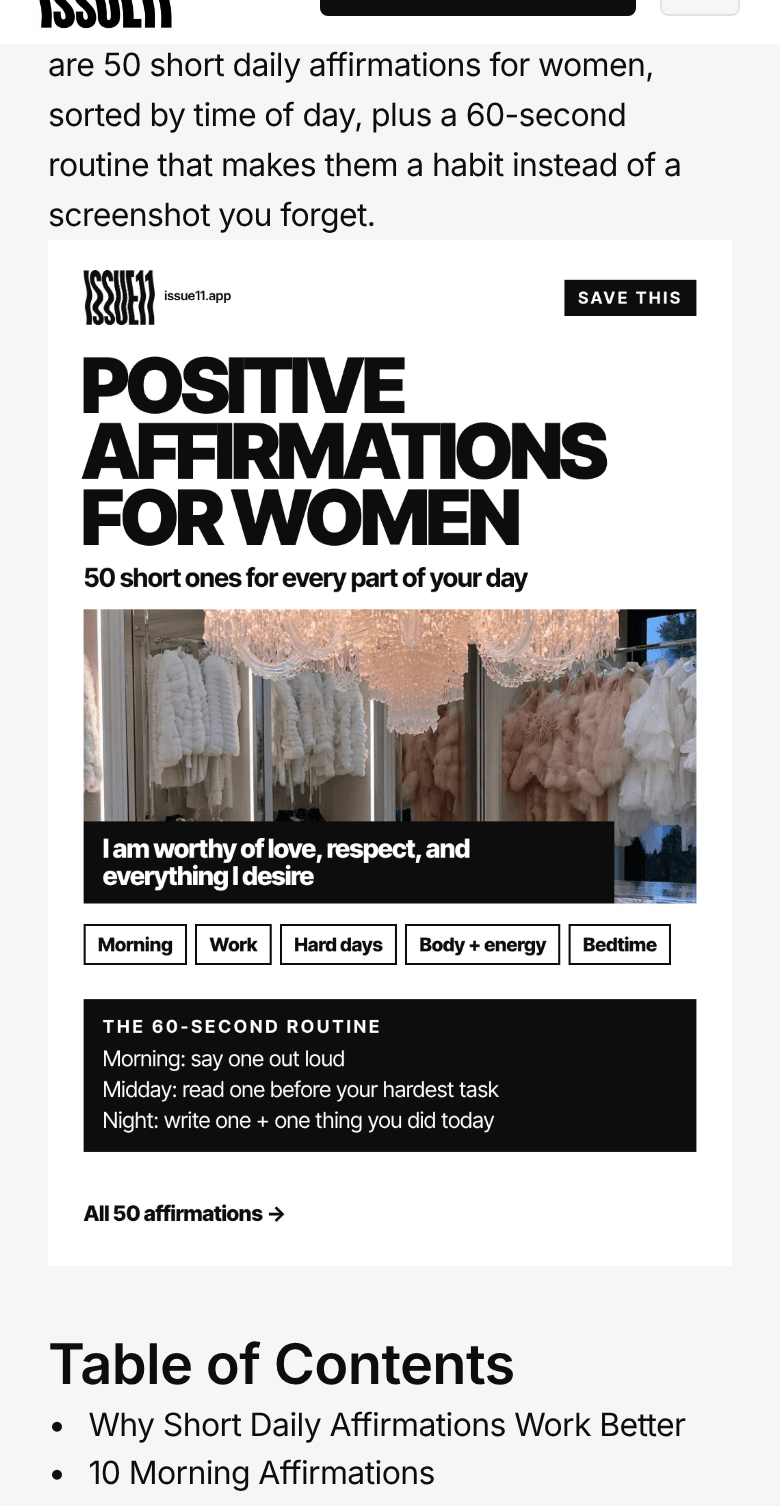 ISSUE11
are 50 short daily affirmations for women,
sorted by time of day, plus a 60-second
routine that makes them a habit instead of a
screenshot you forget.
ISSUE11
issue11.app
SAVE THIS
POSITIVE
AFFIRMATIONS
FOR WOMEN
50 short ones for every part of your day
I am worthy of love, respect, and
everything I desire
Morning
Work
Hard days
Body + energy
Bedtime
THE 60-SECOND ROUTINE
Morning: say one out loud
Midday: read one before your hardest task
Night: write one + one thing you did today
All 50 affirmations →
Table of Contents
• Why Short Daily Affirmations Work Better
• 10 Morning Affirmations